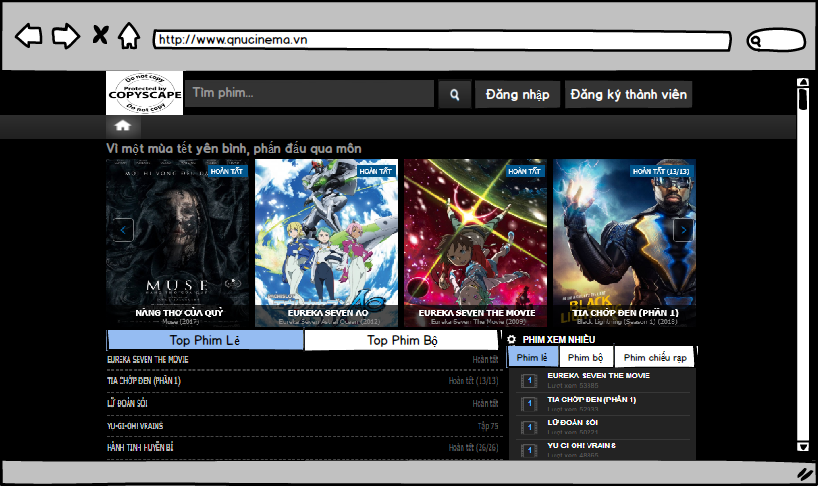 http://www.qnucinema.vn
Do not copy
Protected by
COPYSCAPE
Do not copy
Tìm phim...
Đăng nhập
Đăng ký thành viên
Vì một mùa tết yên bình, phấn đấu qua môn
HOÀN TẤT
MUSE
NÀNG THƠ CỦA QUỶ
Muse (2017)
HOÀN TẤT
EUREKA SEVEN AO
Eureka Seven Astral Ocean (2012)
HOÀN TẤT
EUREKA SEVEN THE MOVIE
Eureka Seven The Movie (2009)
HOÀN TẤT (13/13)
BLACK
TIA CHỚP ĐEN (PHẦN 1)
Black Lightning (Season 1) (2018)
Top Phim Lẻ
Top Phim Bộ
EUREKA SEVEN THE MOVIE
Hoàn tất
TIA CHỚP ĐEN (PHẦN 1)
Hoàn tất (13/13)
LỮ ĐOÀN SÓI
Hoàn tất
YU-GI-OH! VRAINS
Tập 75
HÀNH TINH HUYỀN BÍ
Hoàn tất (26/26)
PHIM XEM NHIỀU
Phim lẻ
Phim bộ
Phim chiếu rạp
1
EUREKA SEVEN THE MOVIE
Lượt xem
1
TIA CHỚP ĐEN (PHẦN 1)
Lượt xem
1
LỮ ĐOÀN SÓI
Lượt xem
1
YU-GI-OH! VRAINS
Lượt xem